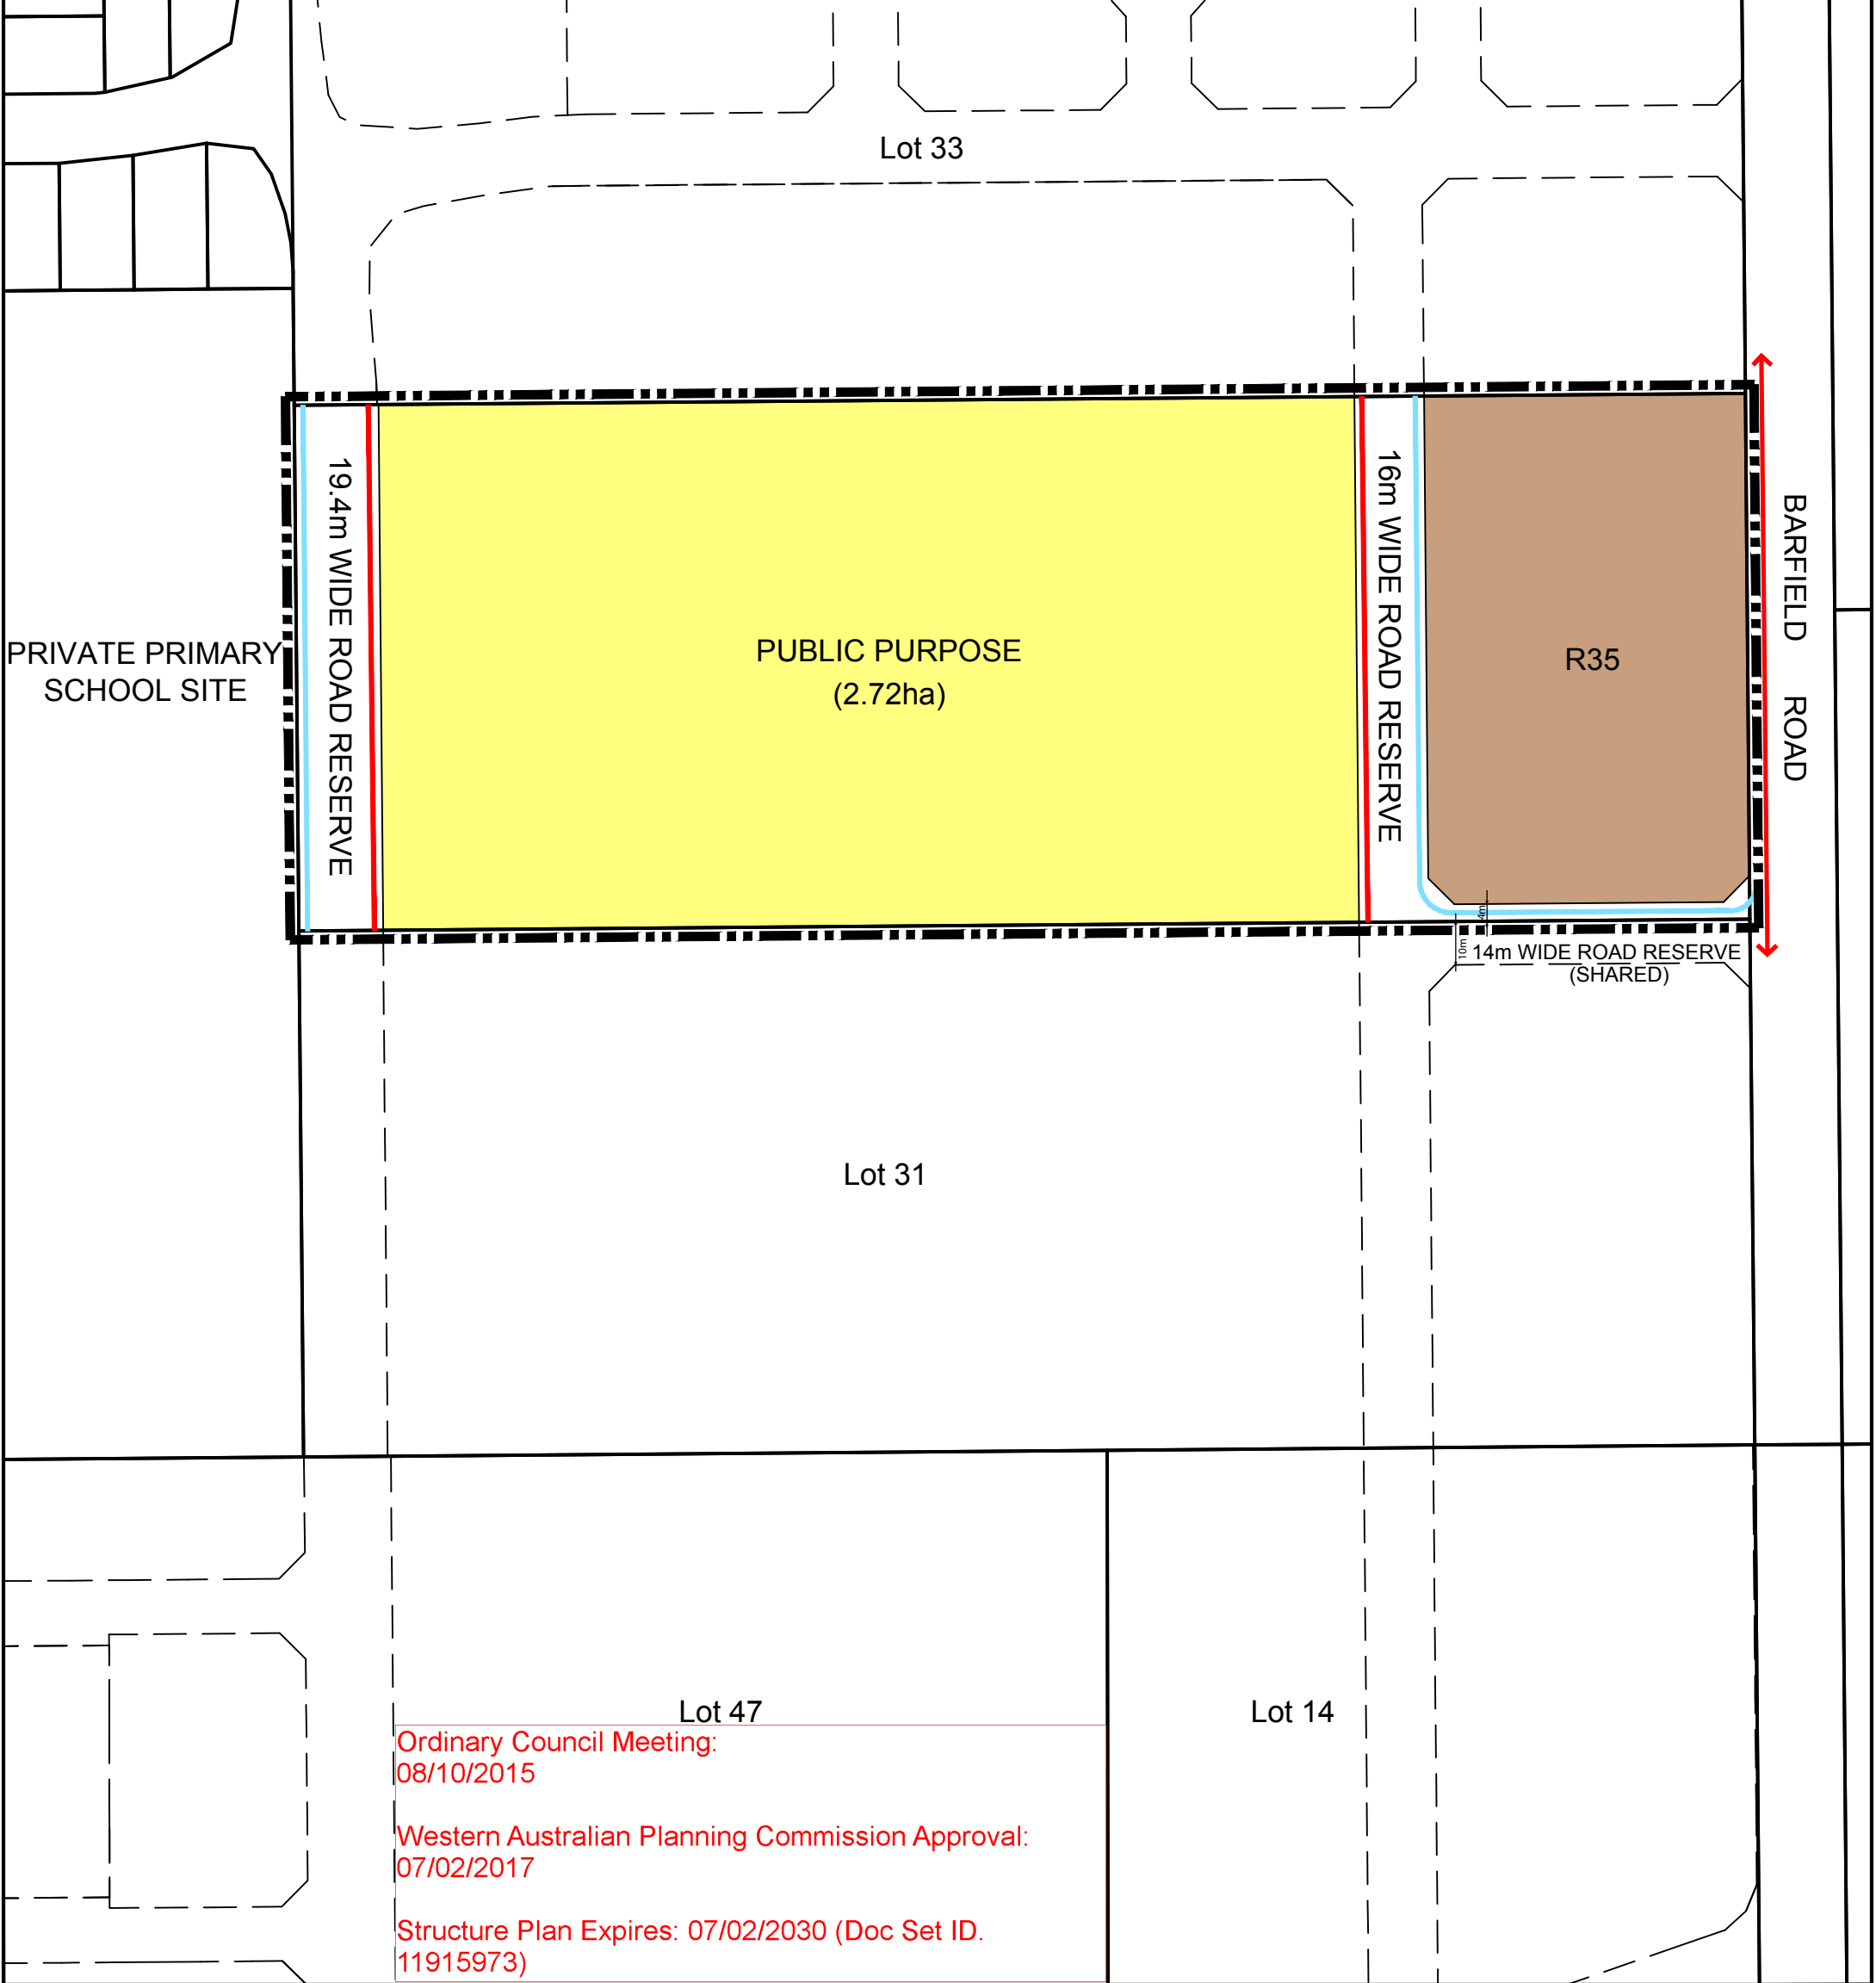 Lot 33
19.4m WIDE ROAD RESERVE
16m WIDE ROAD RESERVE
BARFIELD ROAD
PRIVATE PRIMARY
SCHOOL SITE
PUBLIC PURPOSE
(2.72ha)
R35
4m
10m
14m WIDE ROAD RESERVE
(SHARED)
Lot 31
Lot 47
Lot 14
Ordinary Council Meeting:
08/10/2015
Western Australian Planning Commission Approval:
07/02/2017
Structure Plan Expires: 07/02/2030 (Doc Set ID.
11915973)